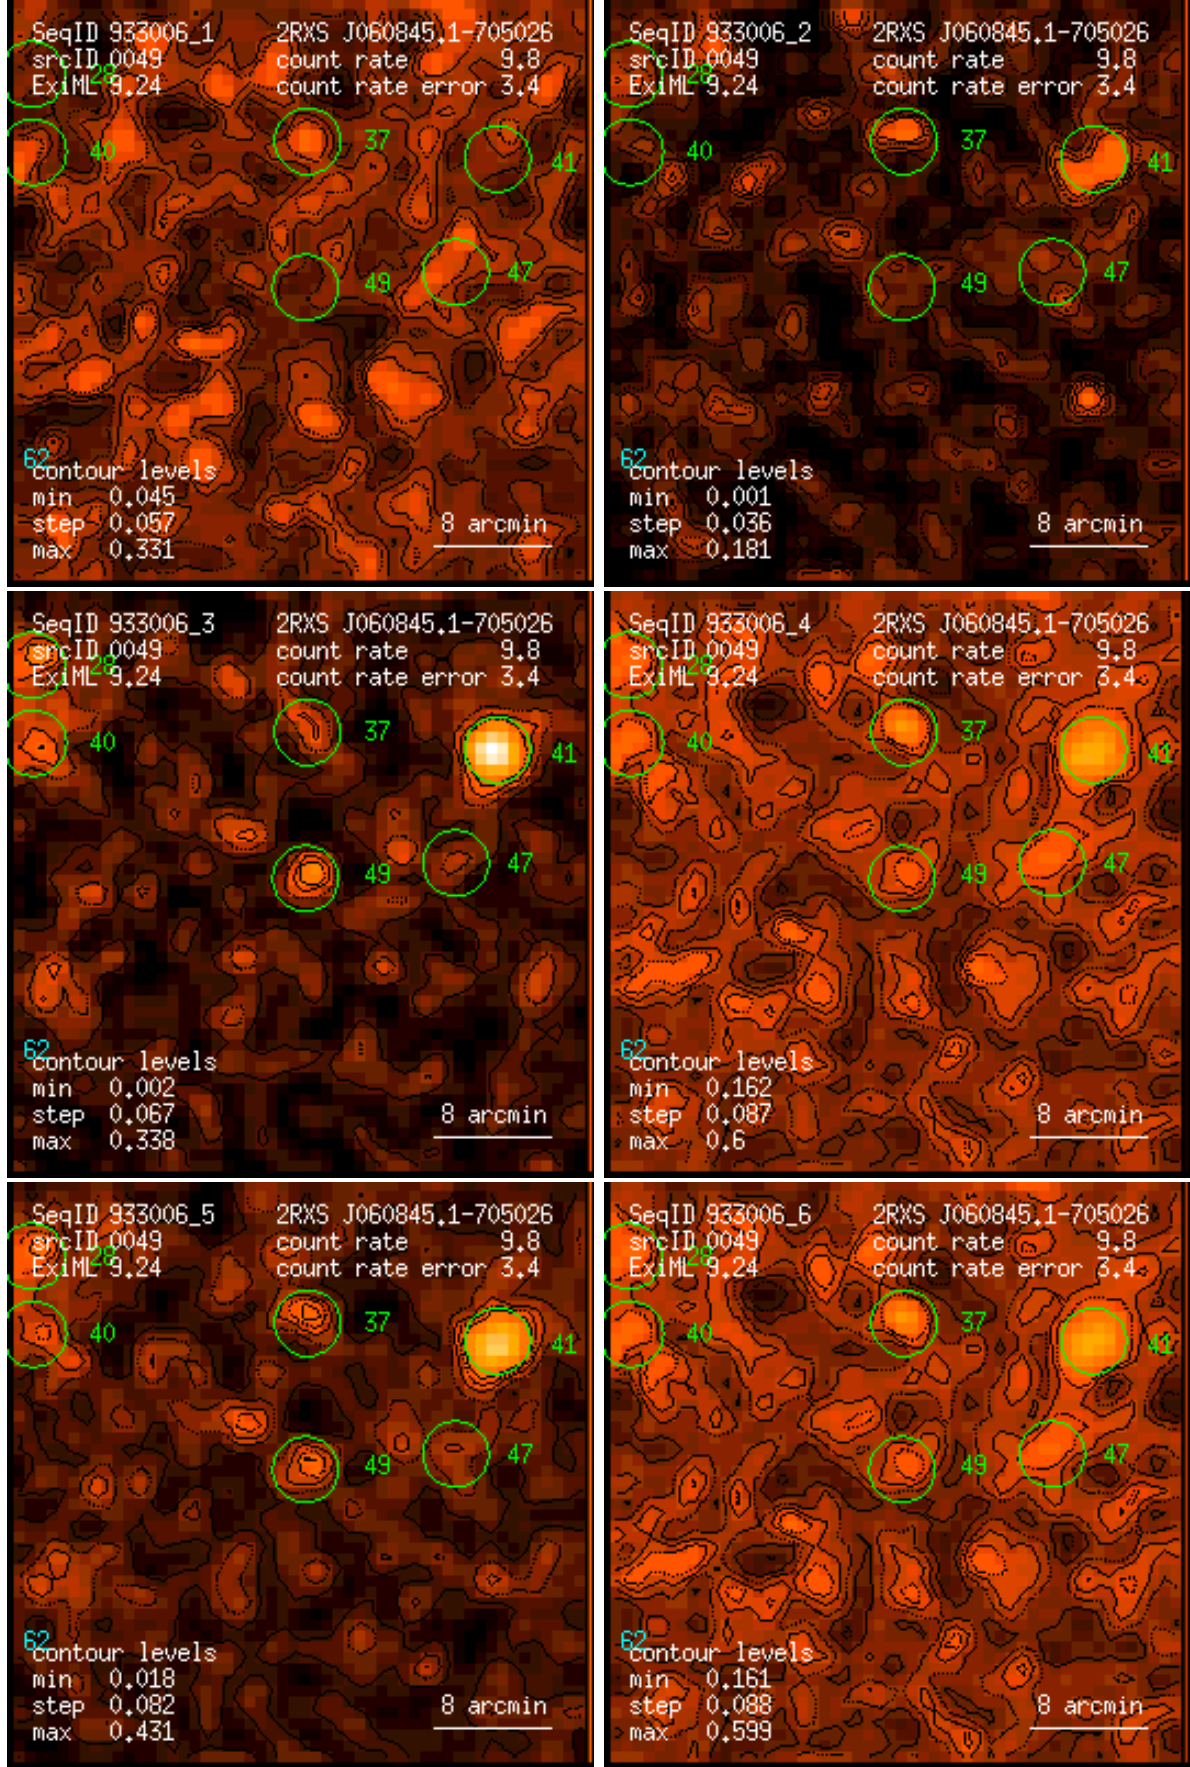 SeqID 933006_1 2RXS J060845.1-705026
srcID 0049 count rate 9.8
ExiML 9.24 count rate error 3.4
28
37
40
41
47
49
62
contour levels
min 0.045
step 0.057 8 arcmin
max 0.331
SeqID 933006_2 2RXS J060845.1-705026
srcID 0049 count rate 9.8
ExiML 9.24 count rate error 3.4
28
37
40
41
47
49
62
contour levels
min 0.001
step 0.036 8 arcmin
max 0.181
SeqID 933006_3 2RXS J060845.1-705026
srcID 0049 count rate 9.8
ExiML 9.24 count rate error 3.4
28
37
40
41
47
49
62
contour levels
min 0.002
step 0.067 8 arcmin
max 0.338
SeqID 933006_4 2RXS J060845.1-705026
srcID 0049 count rate 9.8
ExiML 9.24 count rate error 3.4
28
37
40
41
47
49
62
contour levels
min 0.162
step 0.087 8 arcmin
max 0.6
SeqID 933006_5 2RXS J060845.1-705026
srcID 0049 count rate 9.8
ExiML 9.24 count rate error 3.4
28
37
40
41
47
49
62
contour levels
min 0.018
step 0.082 8 arcmin
max 0.431
SeqID 933006_6 2RXS J060845.1-705026
srcID 0049 count rate 9.8
ExiML 9.24 count rate error 3.4
28
37
40
41
47
49
62
contour levels
min 0.161
step 0.088 8 arcmin
max 0.599